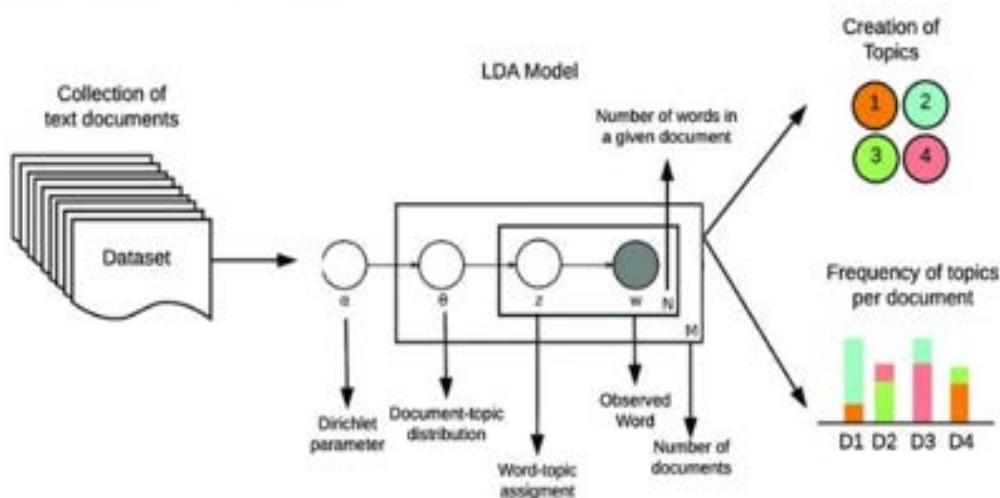 Collection of
text documents
Dataset
LDA Model
Number of words in
a given document
α
θ
z
w
N
M
Dirichlet
parameter
Document-topic
distribution
Word-topic
assigment
Observed
Word
Number of
documents
Creation of
Topics
1
2
3
4
Frequency of topics
per document
D1 D2 D3 D4